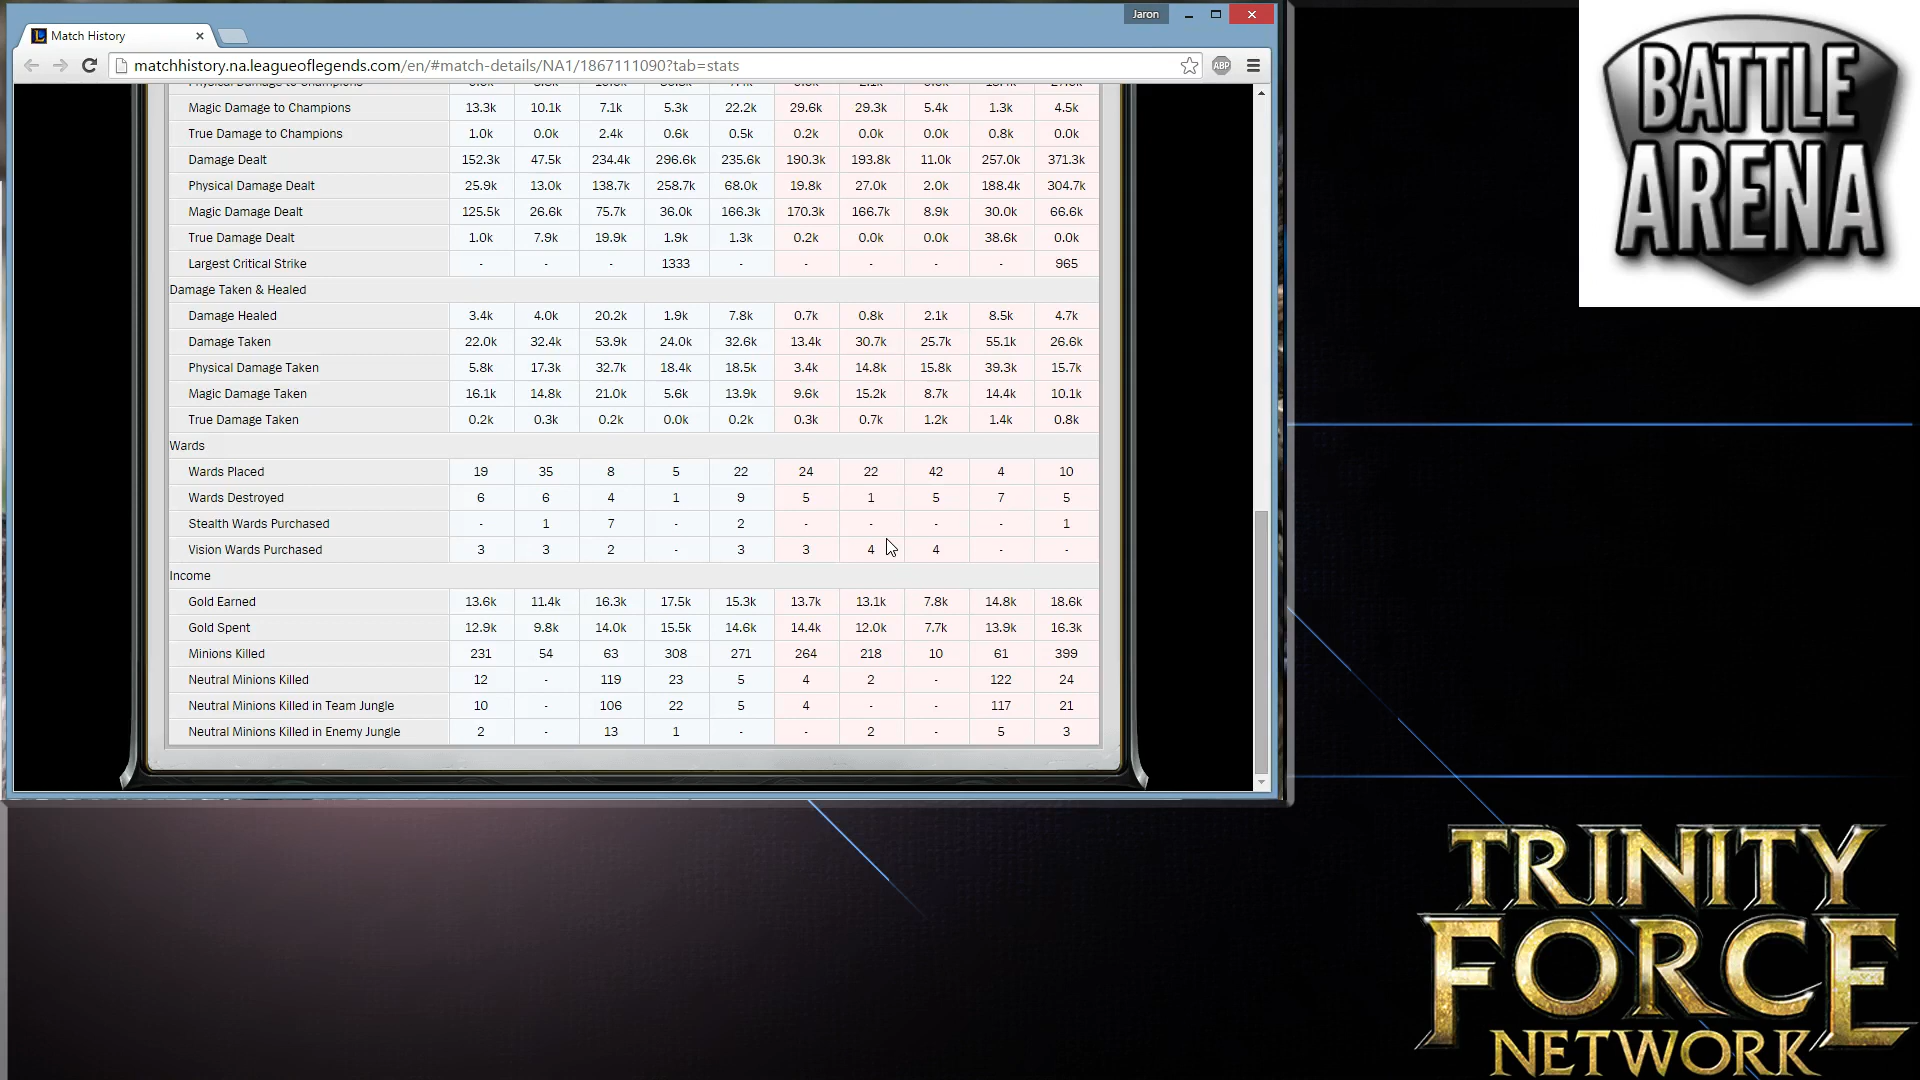 Jaron
Match History
matchhistory.na.leagueoflegends.com/en/#match-details/NA1/1867111090?tab=stats
ABP
Magic Damage to Champions 13.3k 10.1k 7.1k 5.3k 22.2k 29.6k 29.3k 5.4k 1.3k 4.5k
True Damage to Champions 1.0k 0.0k 2.4k 0.6k 0.5k 0.2k 0.0k 0.0k 0.8k 0.0k
Damage Dealt 152.3k 47.5k 234.4k 296.6k 235.6k 190.3k 193.8k 11.0k 257.0k 371.3k
Physical Damage Dealt 25.9k 13.0k 138.7k 258.7k 68.0k 19.8k 27.0k 2.0k 188.4k 304.7k
Magic Damage Dealt 125.5k 26.6k 75.7k 36.0k 166.3k 170.3k 166.7k 8.9k 30.0k 66.6k
True Damage Dealt 1.0k 7.9k 19.9k 1.9k 1.3k 0.2k 0.0k 0.0k 38.6k 0.0k
Largest Critical Strike - - - 1333 - - - - - 965
Damage Taken & Healed
Damage Healed 3.4k 4.0k 20.2k 1.9k 7.8k 0.7k 0.8k 2.1k 8.5k 4.7k
Damage Taken 22.0k 32.4k 53.9k 24.0k 32.6k 13.4k 30.7k 25.7k 55.1k 26.6k
Physical Damage Taken 5.8k 17.3k 32.7k 18.4k 18.5k 3.4k 14.8k 15.8k 39.3k 15.7k
Magic Damage Taken 16.1k 14.8k 21.0k 5.6k 13.9k 9.6k 15.2k 8.7k 14.4k 10.1k
True Damage Taken 0.2k 0.3k 0.2k 0.0k 0.2k 0.3k 0.7k 1.2k 1.4k 0.8k
Wards
Wards Placed 19 35 8 5 22 24 22 42 4 10
Wards Destroyed 6 6 4 1 9 5 1 5 7 5
Stealth Wards Purchased - 1 7 - 2 - - - - 1
Vision Wards Purchased 3 3 2 - 3 3 4 4 - -
Income
Gold Earned 13.6k 11.4k 16.3k 17.5k 15.3k 13.7k 13.1k 7.8k 14.8k 18.6k
Gold Spent 12.9k 9.8k 14.0k 15.5k 14.6k 14.4k 12.0k 7.7k 13.9k 16.3k
Minions Killed 231 54 63 308 271 264 218 10 61 399
Neutral Minions Killed 12 - 119 23 5 4 2 - 122 24
Neutral Minions Killed in Team Jungle 10 - 106 22 5 4 - - 117 21
Neutral Minions Killed in Enemy Jungle 2 - 13 1 - - 2 - 5 3
BATTLE
ARENA
TRINITY
FORCE
NETWORK